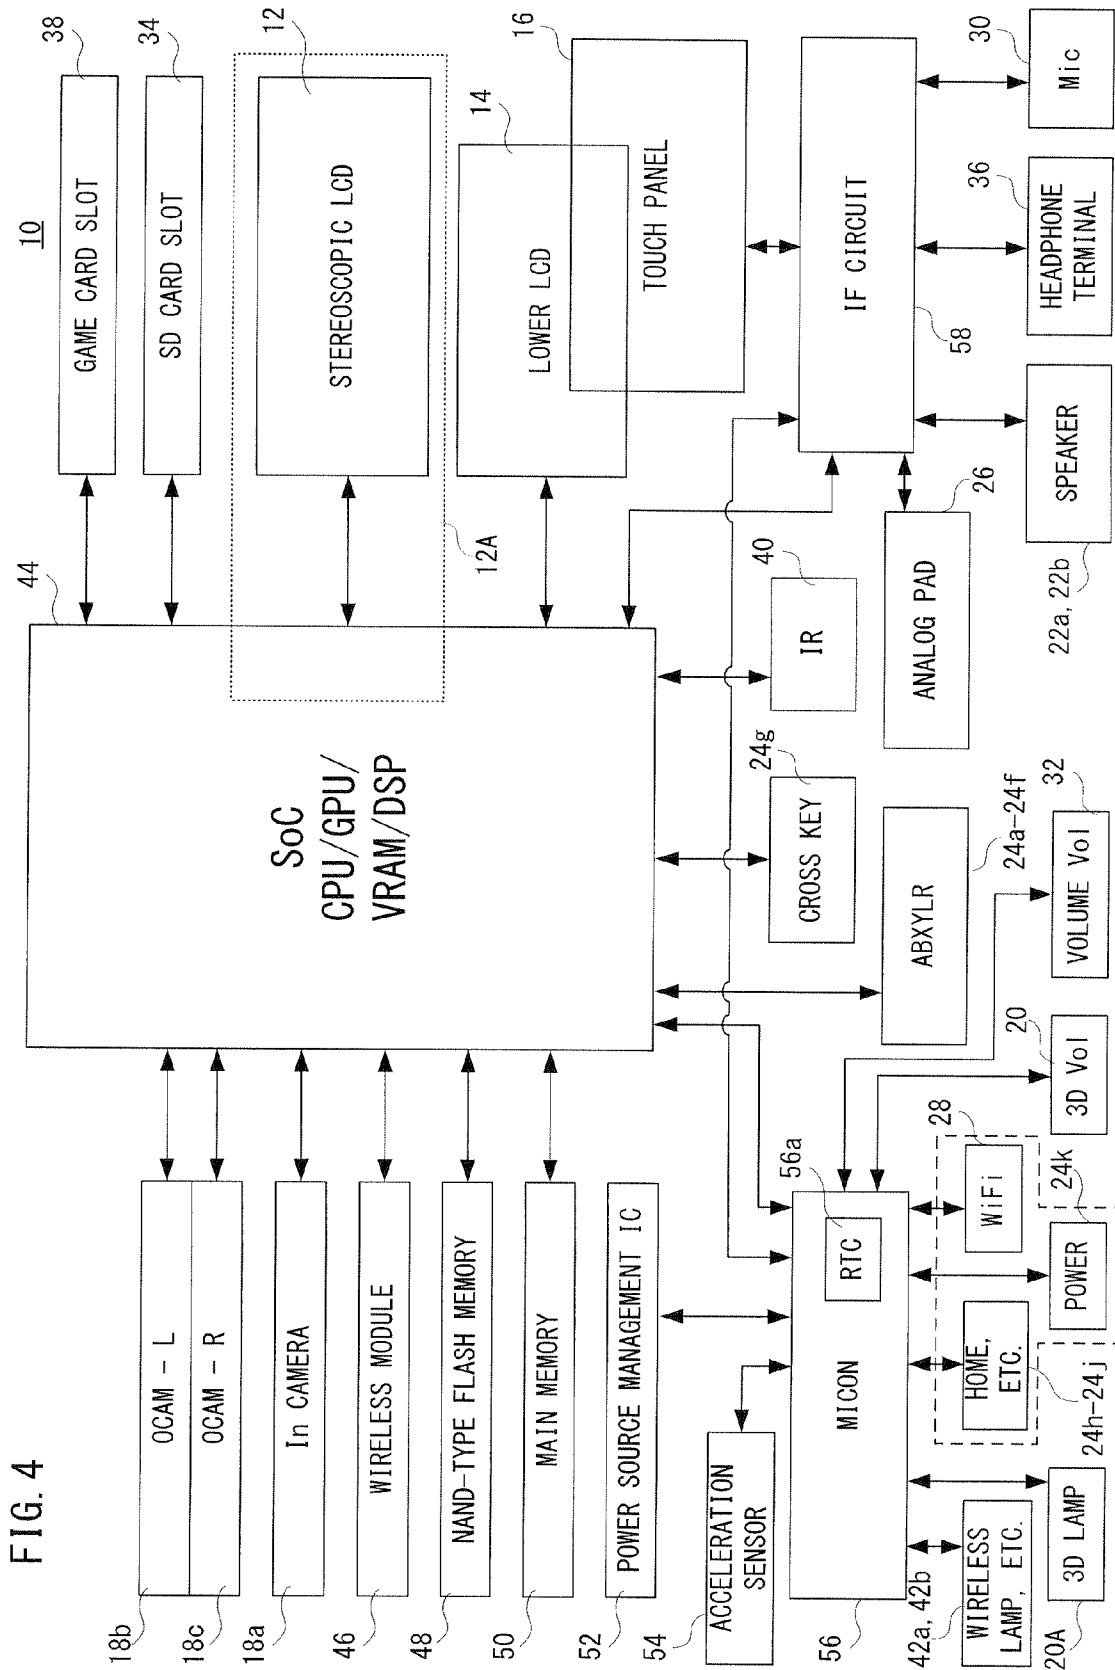 FIG. 4
10
18b
OCAM - L
18c
OCAM - R
18a
In CAMERA
46
WIRELESS MODULE
48
NAND-TYPE FLASH MEMORY
50
MAIN MEMORY
52
POWER SOURCE MANAGEMENT IC
54
ACCELERATION
SENSOR
44
SoC
CPU/GPU/
VRAM/DSP
38
GAME CARD SLOT
34
SD CARD SLOT
12
STEREOSCOPIC LCD
12A
14
LOWER LCD
16
TOUCH PANEL
56
MICON
56a
RTC
24g
CROSS KEY
40
IR
ABXYLR
24a-24f
26
ANALOG PAD
IF CIRCUIT
58
42a, 42b
WIRELESS
LAMP, ETC.
HOME,
ETC.
24h-24j
28
WiFi
20A
3D LAMP
24k
POWER
20
3D Vol
32
VOLUME Vol
22a, 22b
SPEAKER
36
HEADPHONE
TERMINAL
30
Mic